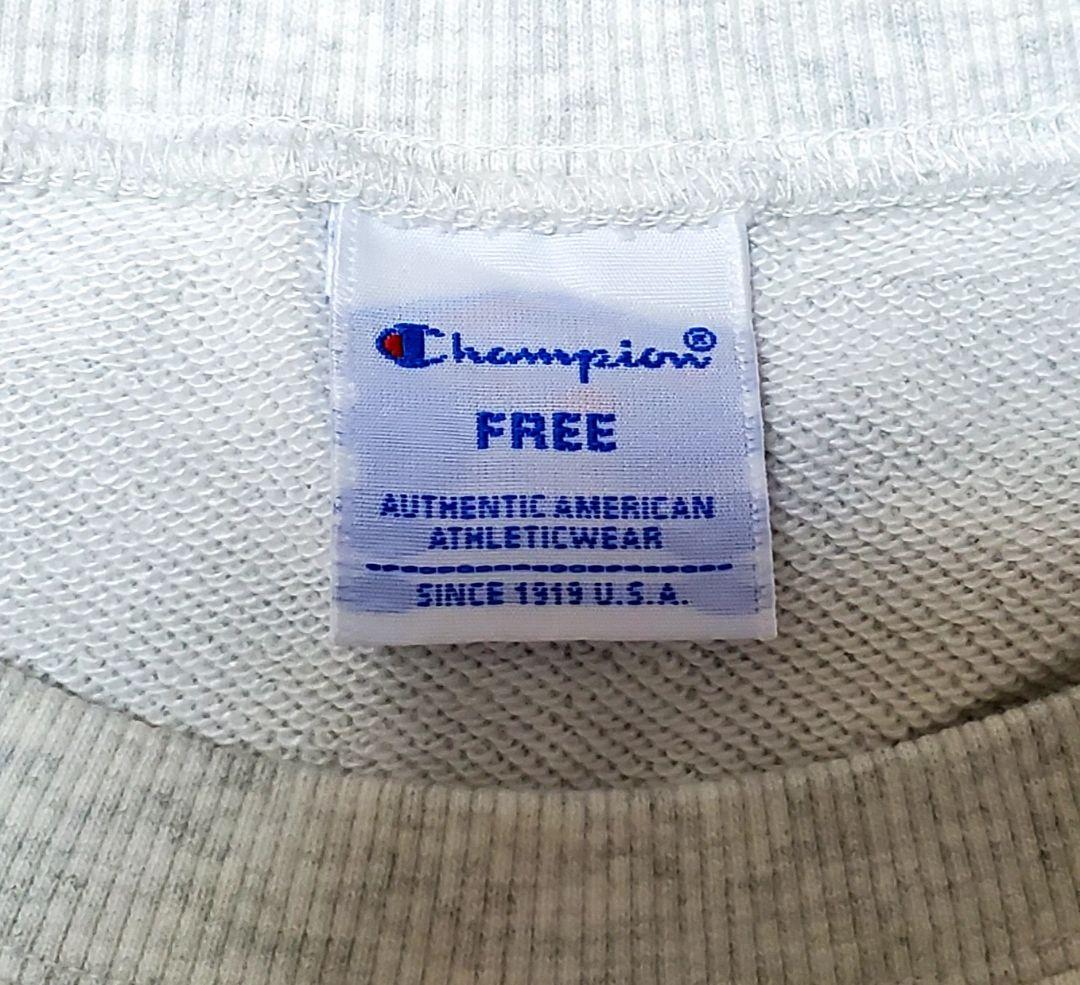 Champion®
FREE
AUTHENTIC AMERICAN
ATHLETICWEAR
SINCE 1919 U.S.A.